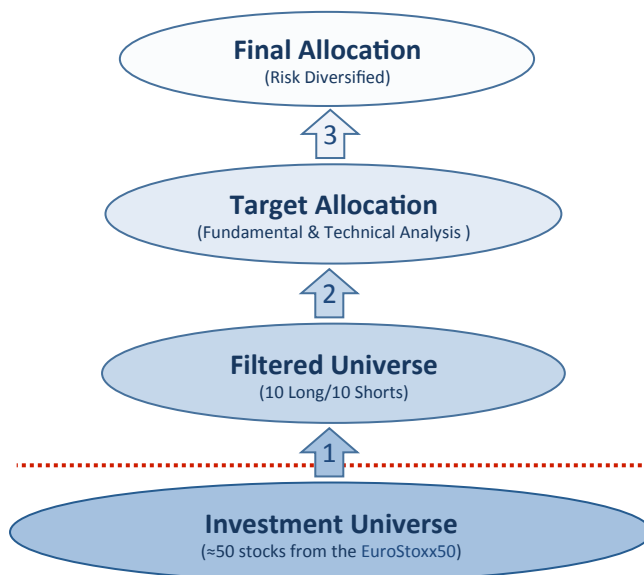 Final Allocation
(Risk Diversified)
3
Target Allocation
(Fundamental & Technical Analysis )
2
Filtered Universe
(10 Long/10 Shorts)
1
Investment Universe
(≈50 stocks from the EuroStoxx50)